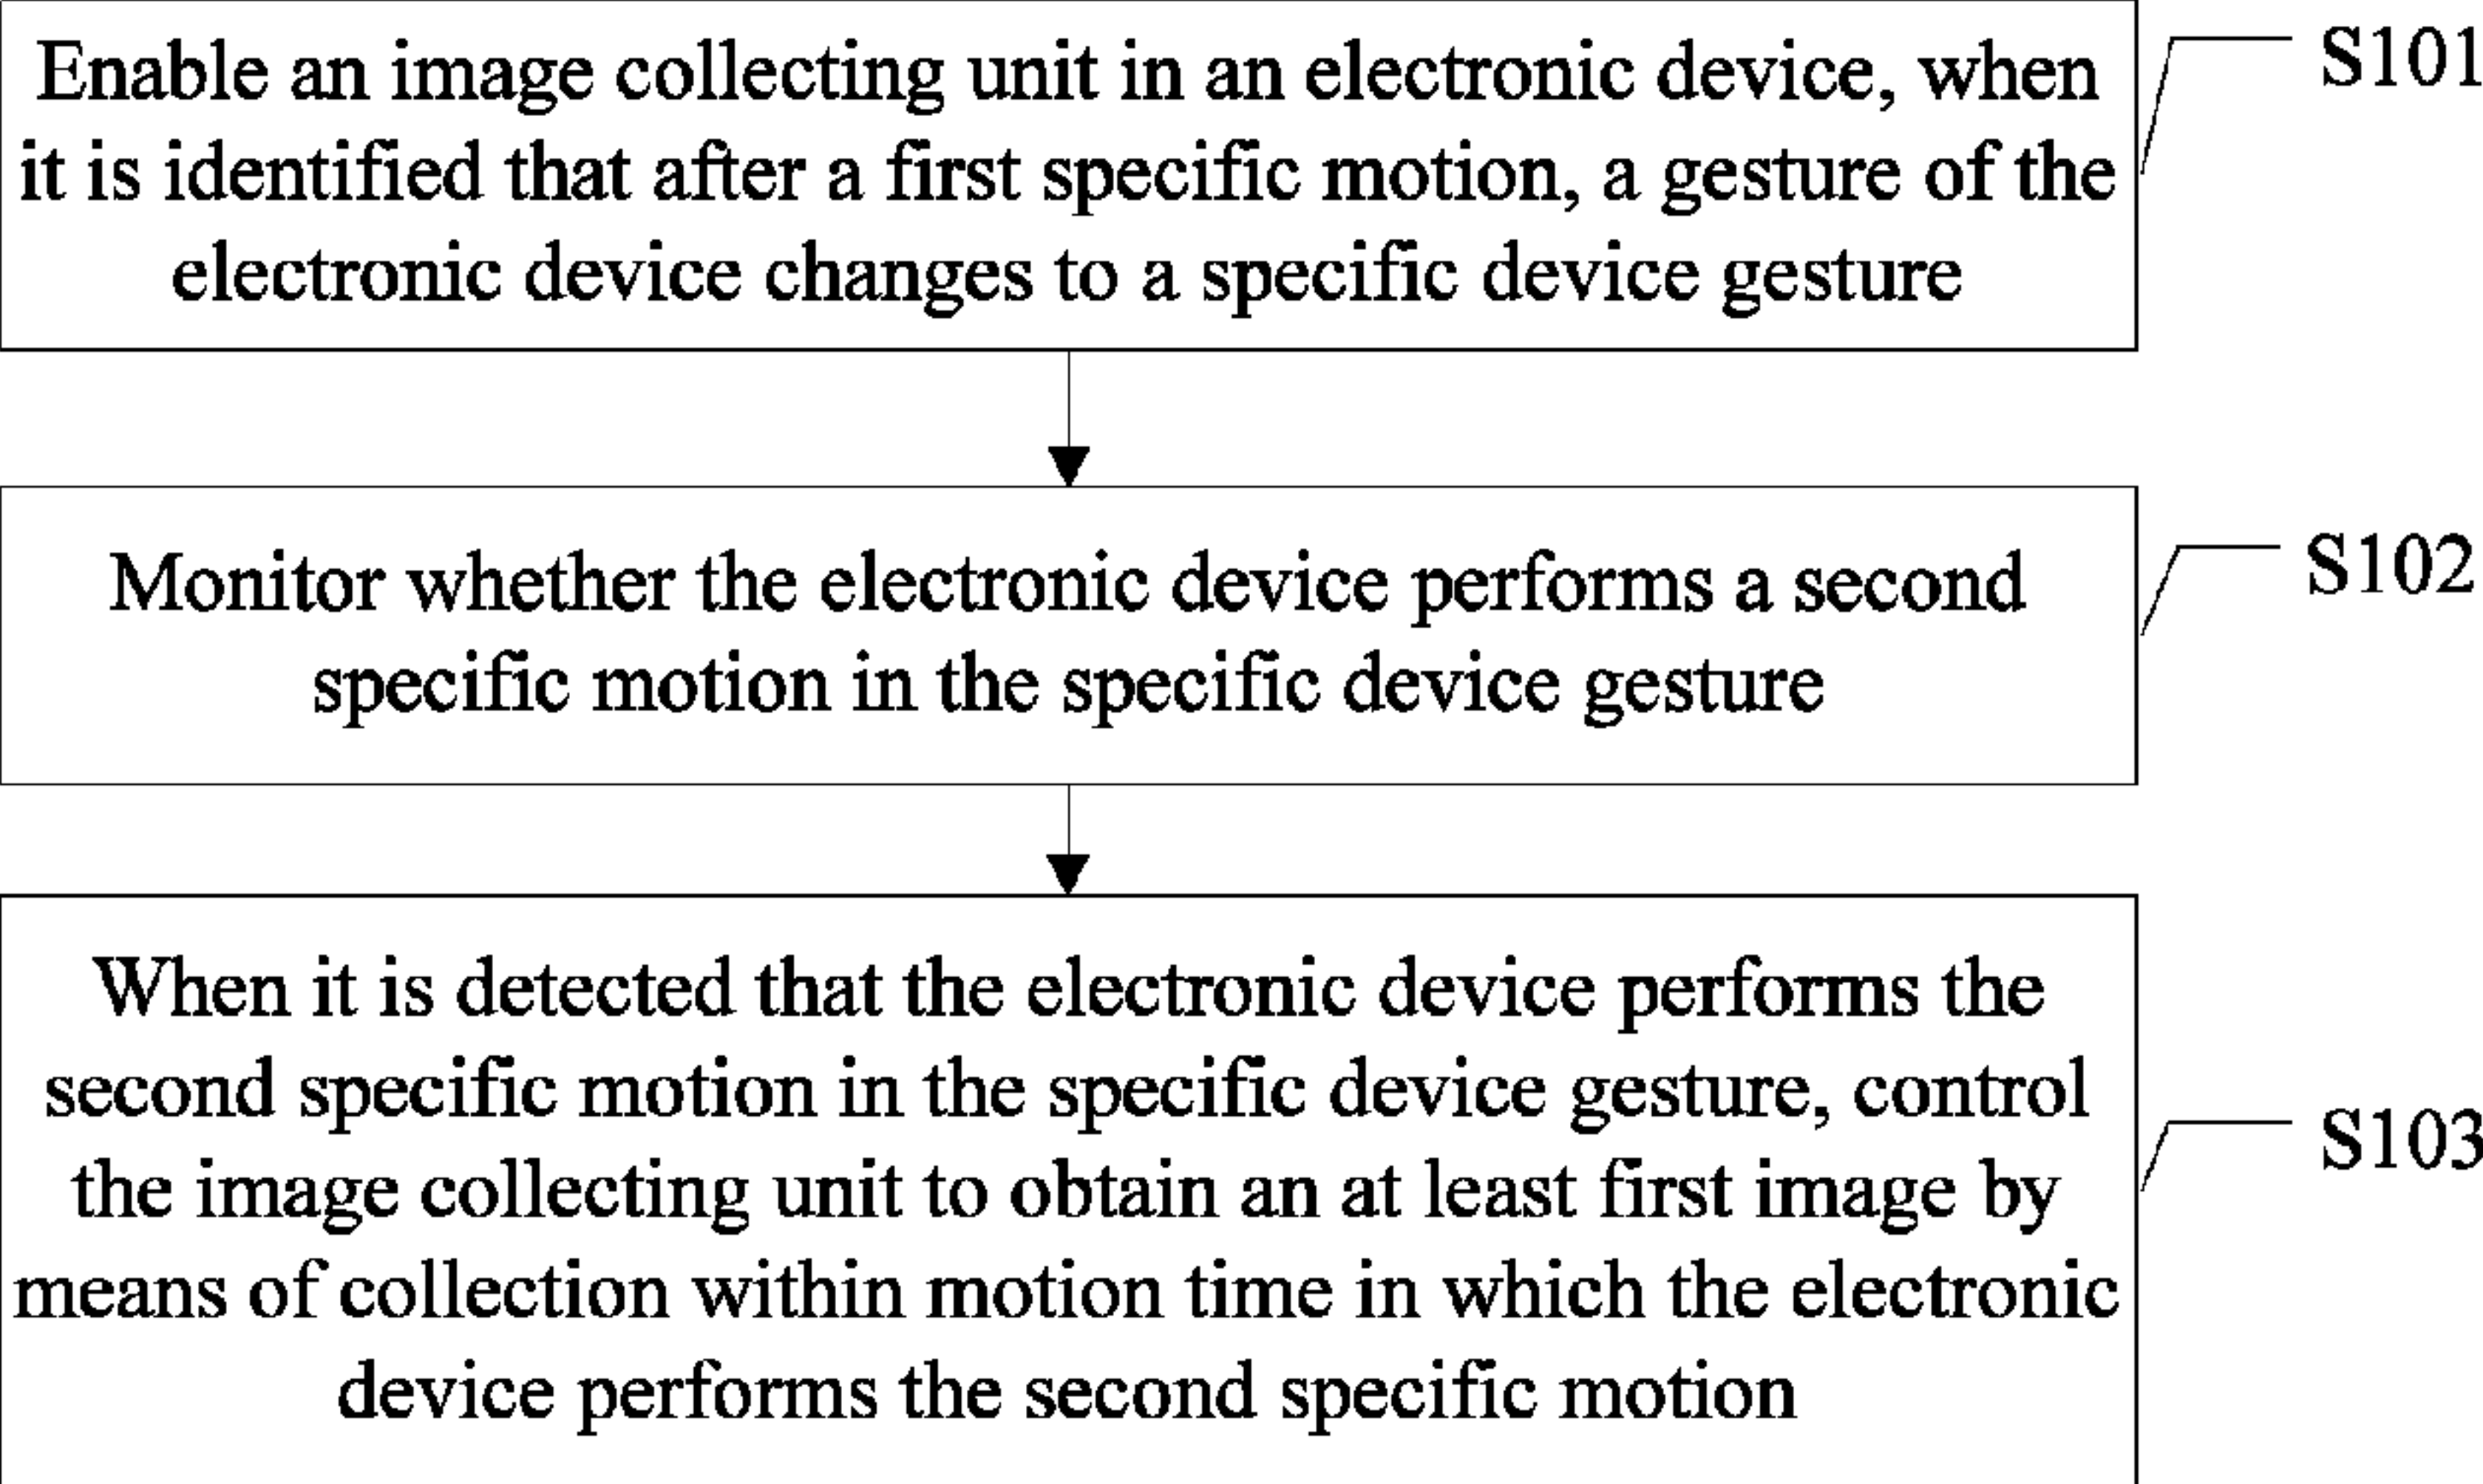 Enable an image collecting unit in an electronic device, when
it is identified that after a first specific motion, a gesture of the
electronic device changes to a specific device gesture
S101
Monitor whether the electronic device performs a second
specific motion in the specific device gesture
S102
When it is detected that the electronic device performs the
second specific motion in the specific device gesture, control
the image collecting unit to obtain an at least first image by
means of collection within motion time in which the electronic
device performs the second specific motion
S103